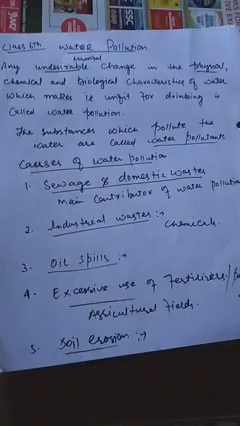 Class 6th Water Pollution
Any undesirable change in the physical,
chemical and biological characteristics of water
which makes it unfit for drinking is
called water pollution.
The substances which pollute the
water are called water pollutants
Causes of water pollution
1. Sewage & domestic wastes
main contributor of water pollution
2. Industrial wastes :→
chemicals.
3. Oil spills :→
4. Excessive use of fertilizers/
Agricultural fields.
5. Soil erosion :→